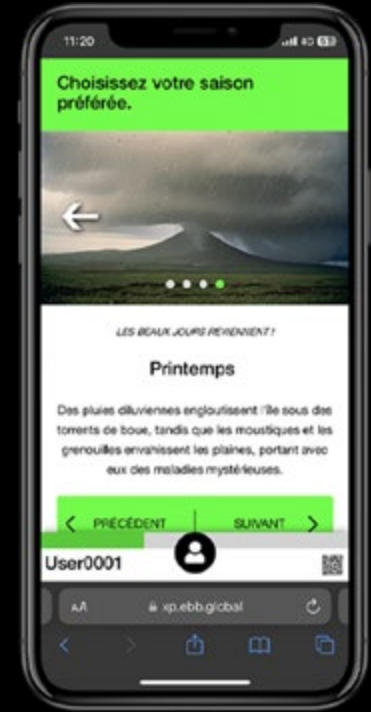 11:20
4G 63
Choisissez votre saison
préférée.
LES BEAUX JOURS REVIENNENT !
Printemps
Des pluies diluviennes engloutissent l'île sous des
torrents de boue, tandis que les moustiques et les
grenouilles envahissent les plaines, portant avec
eux des maladies mystérieuses.
PRÉCÉDENT | SUIVANT
User0001
AA
xp.ebb.global